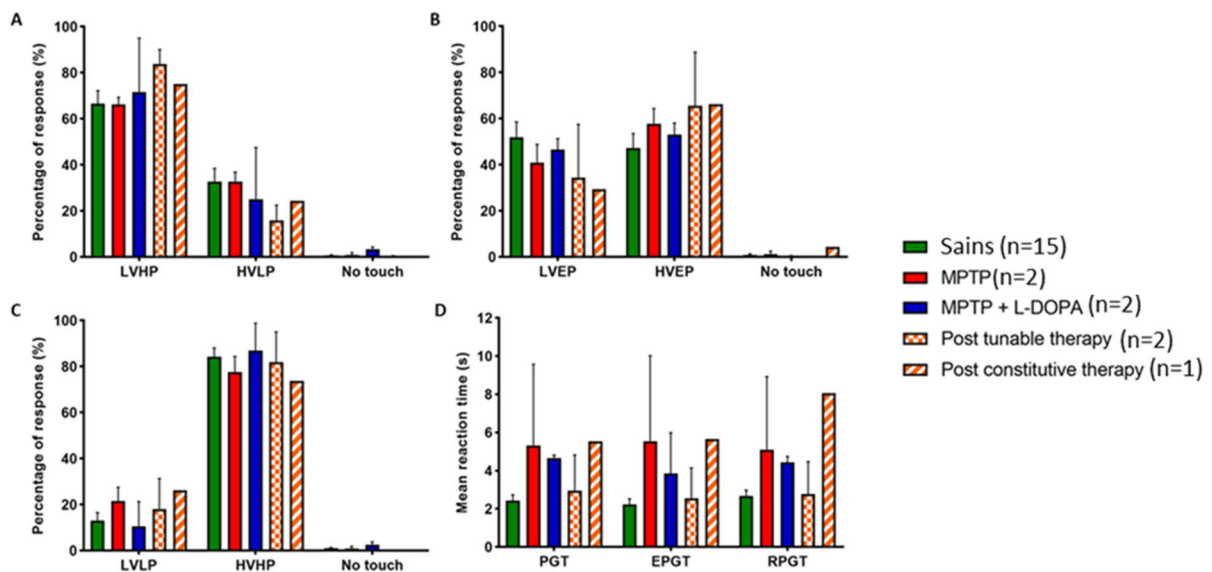 A
Percentage of response (%)
100
80
60
40
20
0
LVHP HVLP No touch
B
Percentage of response (%)
100
80
60
40
20
0
LVEP HVEP No touch
C
Percentage of response (%)
100
80
60
40
20
0
LVLP HVHP No touch
D
Mean reaction time (s)
12
10
8
6
4
2
0
PGT EPGT RPGT
Sains (n=15)
MPTP(n=2)
MPTP + L-DOPA (n=2)
Post tunable therapy (n=2)
Post constitutive therapy (n=1)